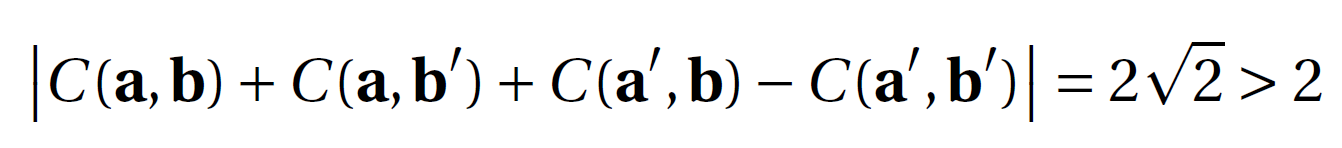 |C(a,b) + C(a,b′) + C(a′,b) − C(a′,b′)| = 2√2 > 2